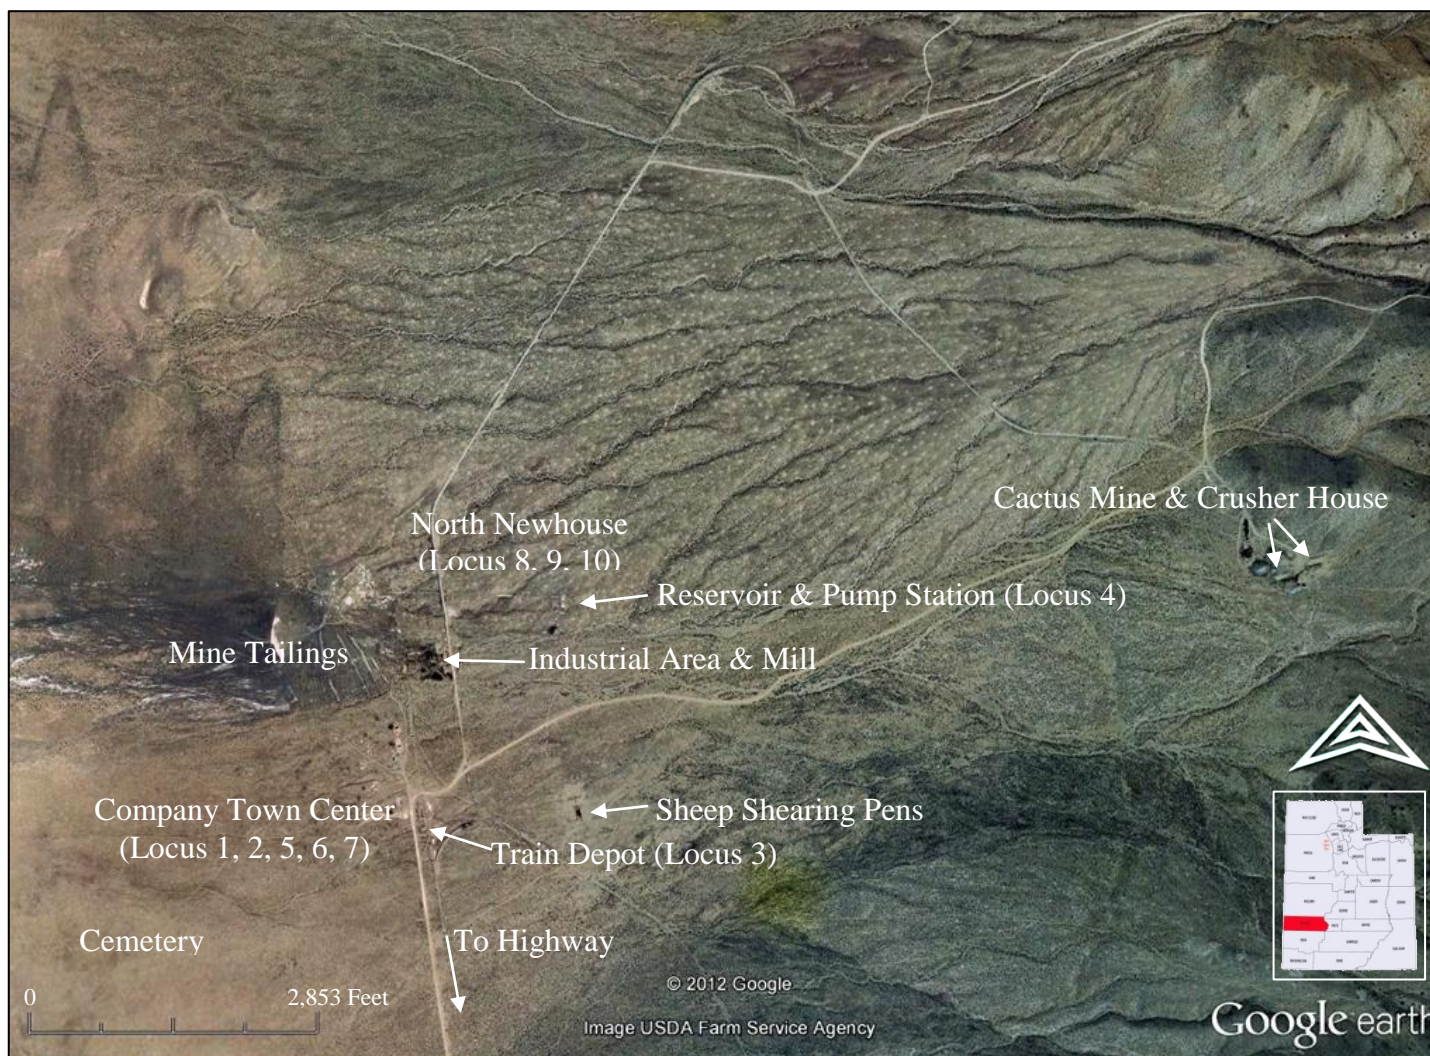 Cactus Mine & Crusher House
North Newhouse
(Locus 8, 9, 10)
Reservoir & Pump Station (Locus 4)
Mine Tailings
Industrial Area & Mill
Company Town Center
(Locus 1, 2, 5, 6, 7)
Sheep Shearing Pens
Train Depot (Locus 3)
Cemetery
To Highway
0
2,853 Feet
© 2012 Google
Image USDA Farm Service Agency
Google earth